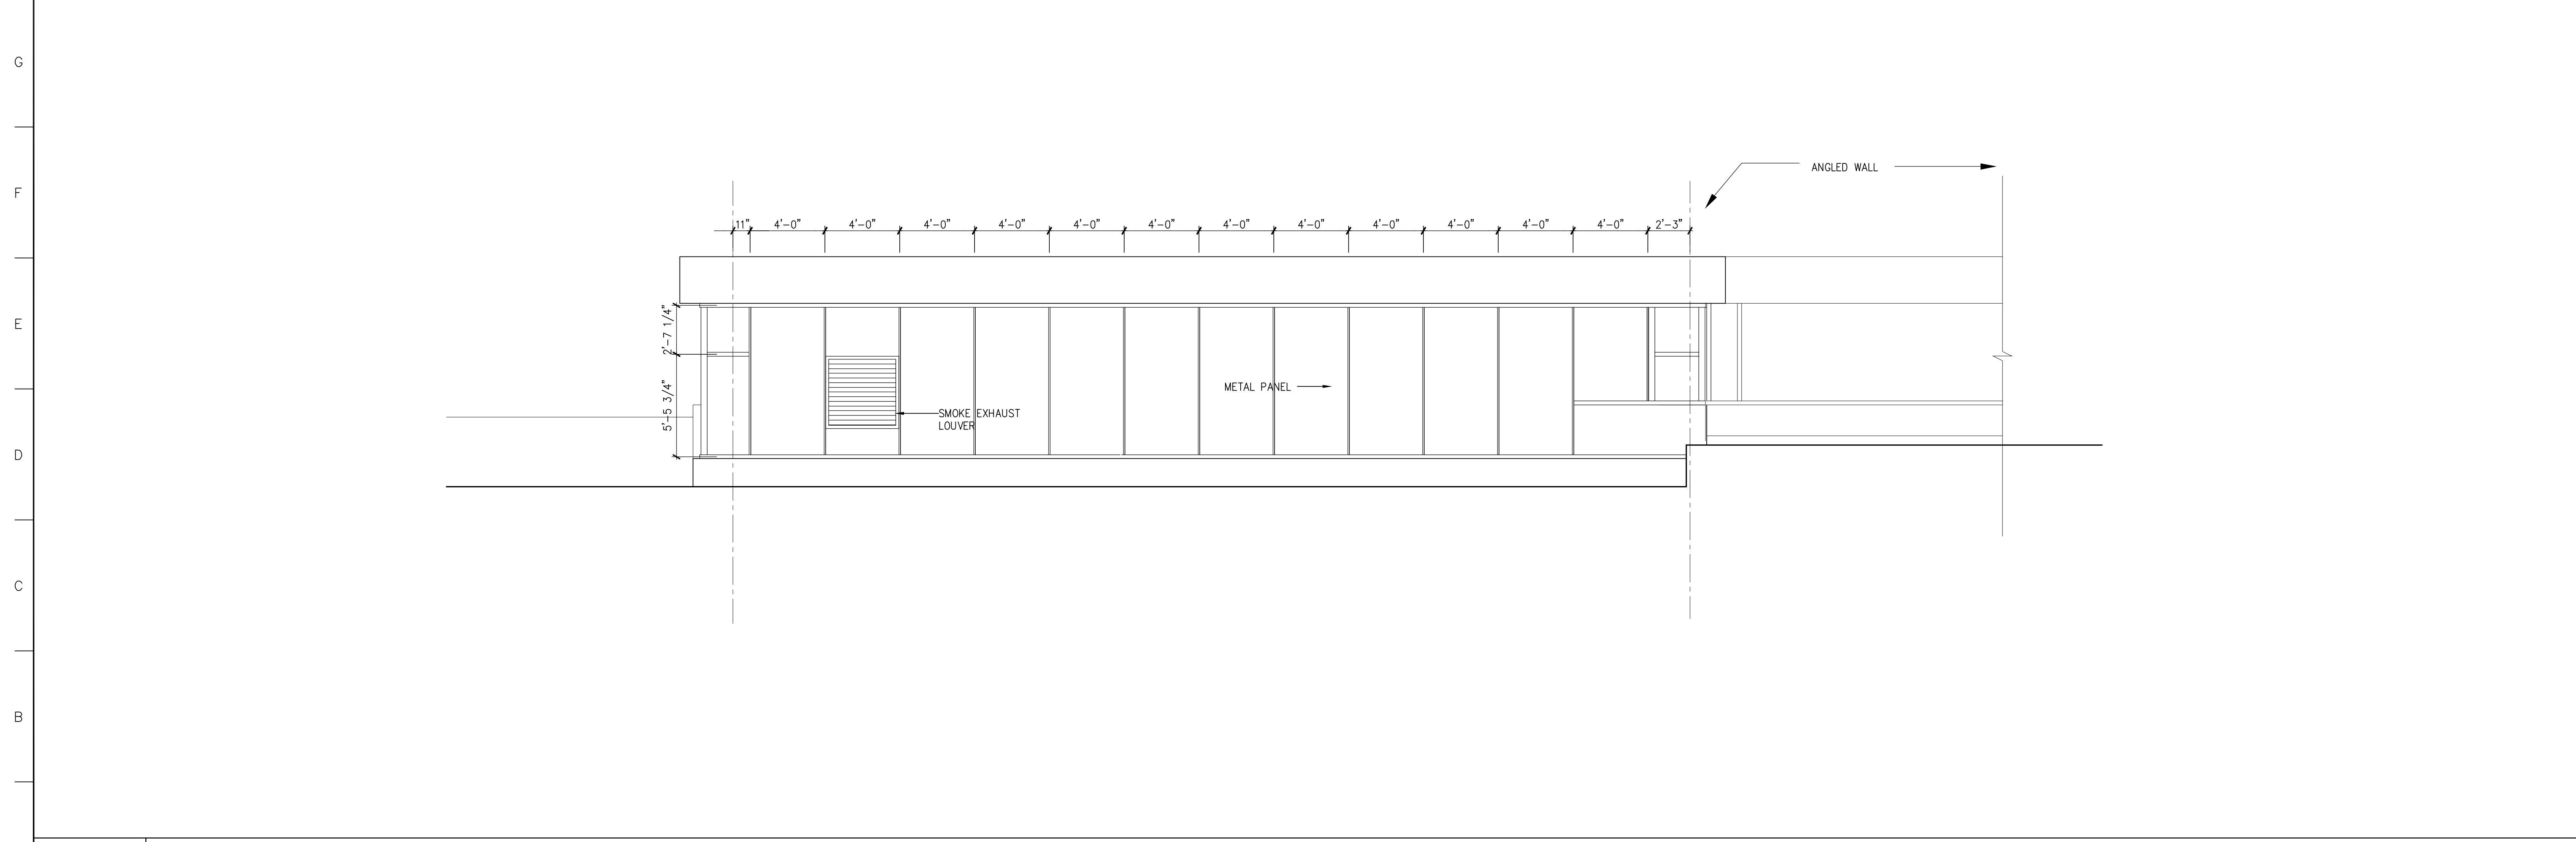 G
F
E
D
C
B
ANGLED WALL
11" 4'-0" 4'-0" 4'-0" 4'-0" 4'-0" 4'-0" 4'-0" 4'-0" 4'-0" 4'-0" 4'-0" 4'-0" 2'-3"
2'-7 1/4"
5'-5 3/4"
METAL PANEL
SMOKE EXHAUST
LOUVER